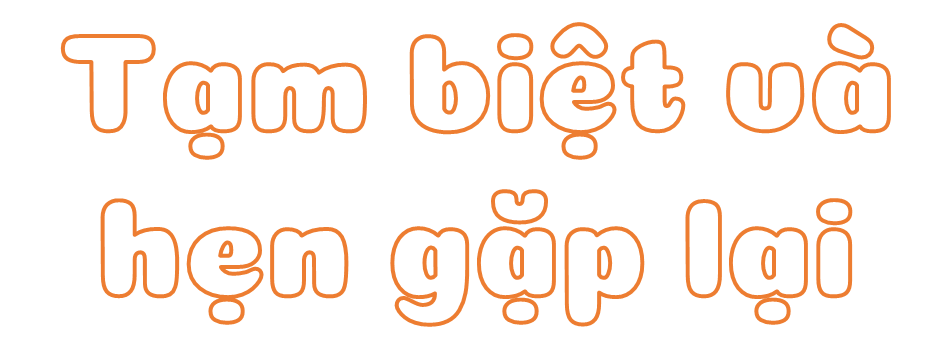 Tạm biệt và
hẹn gặp lại